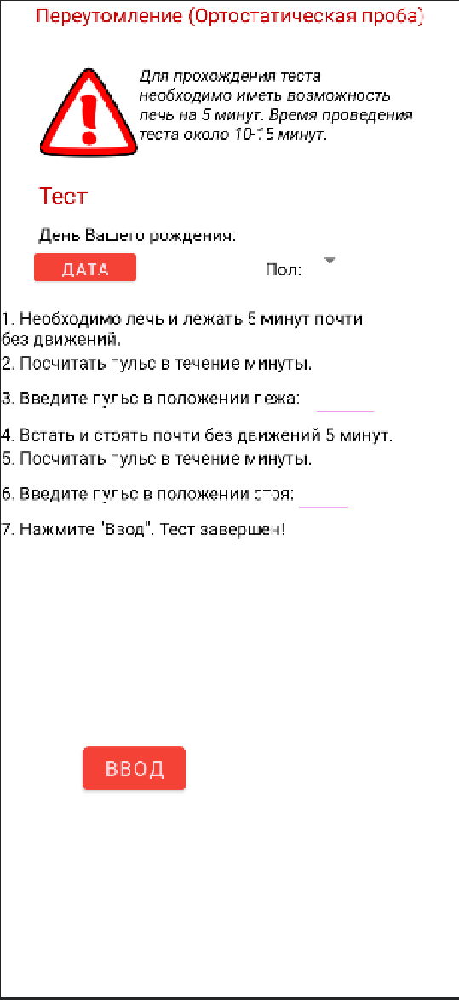 Переутомление (Ортостатическая проба)
Для прохождения теста
необходимо иметь возможность
лечь на 5 минут. Время проведения
теста около 10-15 минут.
Тест
День Вашего рождения:
ДАТА
Пол:
1. Необходимо лечь и лежать 5 минут почти
без движений.
2. Посчитать пульс в течение минуты.
3. Введите пульс в положении лежа:
4. Встать и стоять почти без движений 5 минут.
5. Посчитать пульс в течение минуты.
6. Введите пульс в положении стоя:
7. Нажмите "Ввод". Тест завершен!
ВВОД